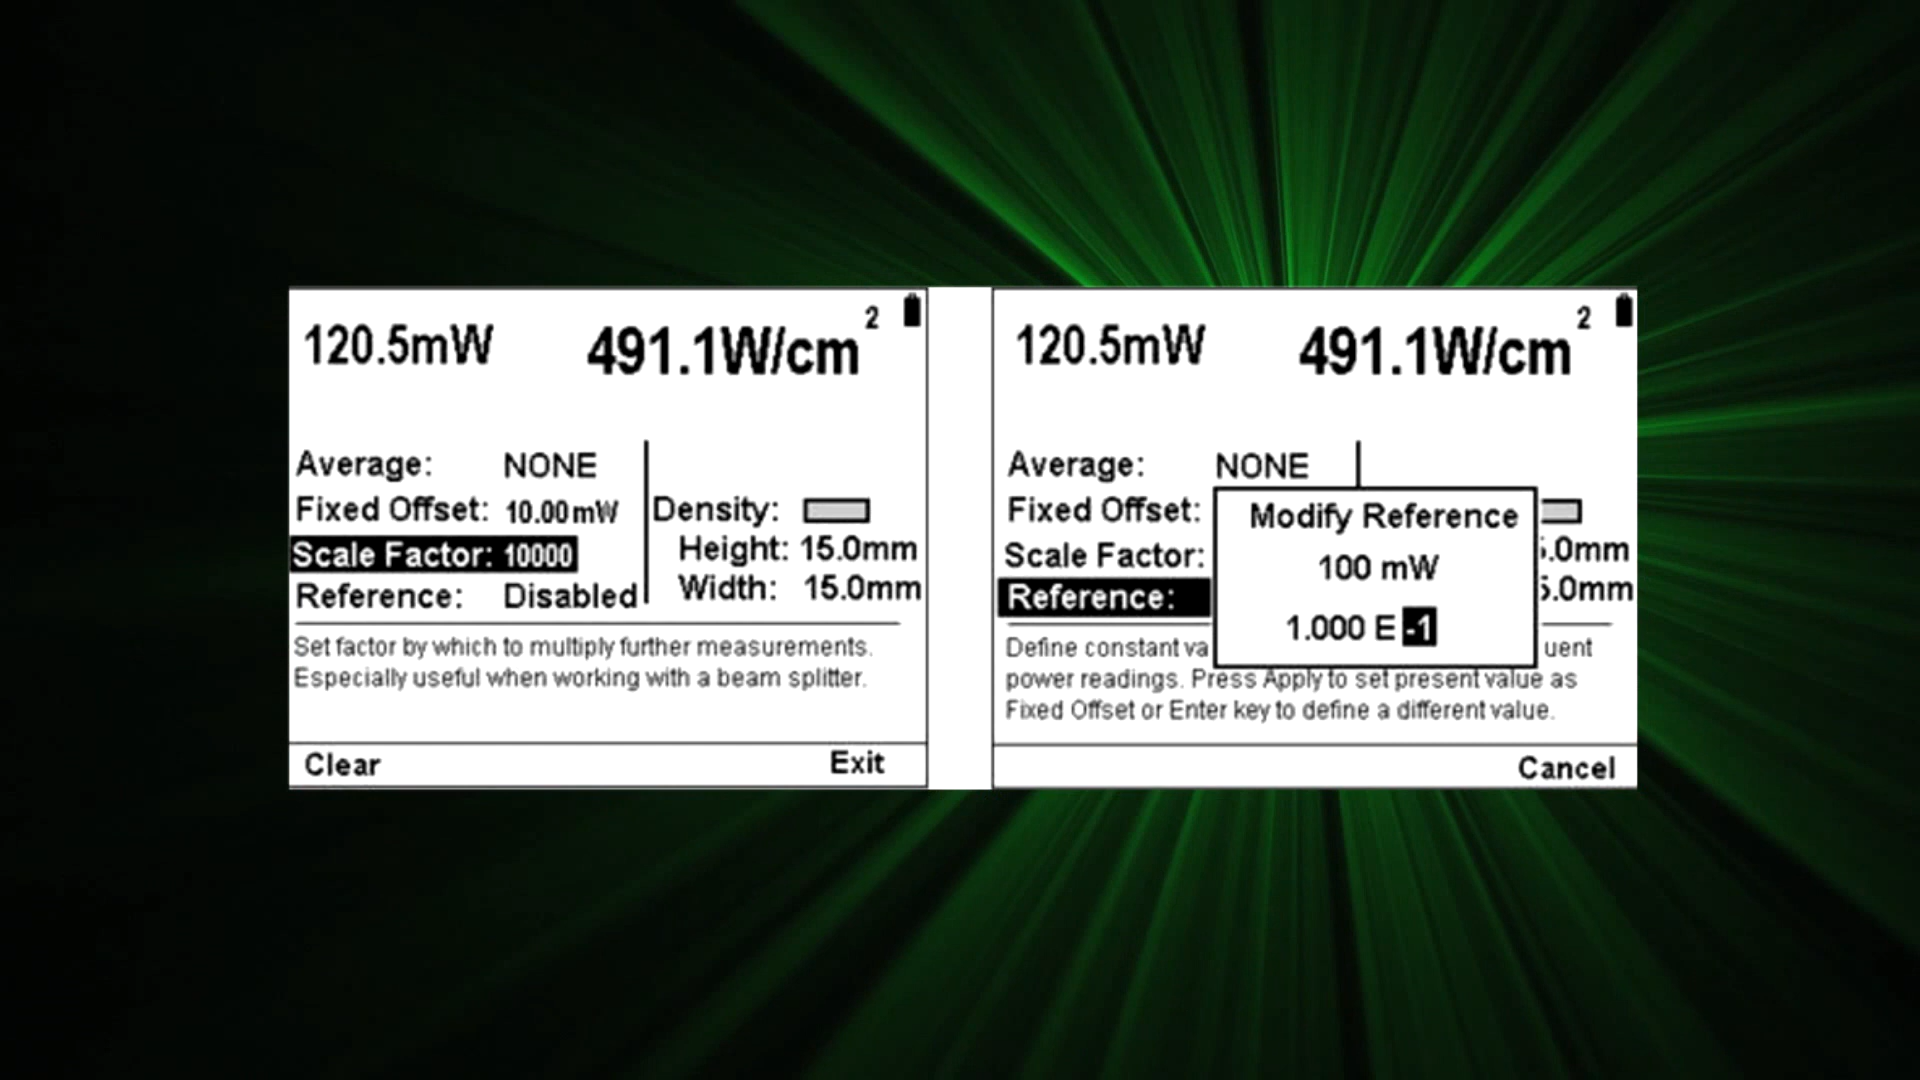 120.5mW 491.1W/cm²
Average: NONE
Fixed Offset: 10.00mW Density:
Scale Factor: 10000 Height: 15.0mm
Reference: Disabled Width: 15.0mm
Set factor by which to multiply further measurements.
Especially useful when working with a beam splitter.
Clear Exit
120.5mW 491.1W/cm²
Average: NONE
Fixed Offset:
Scale Factor: 5.0mm
Reference: 5.0mm
Modify Reference
100 mW
1.000 E -1
Define constant va uent
power readings. Press Apply to set present value as
Fixed Offset or Enter key to define a different value.
Cancel